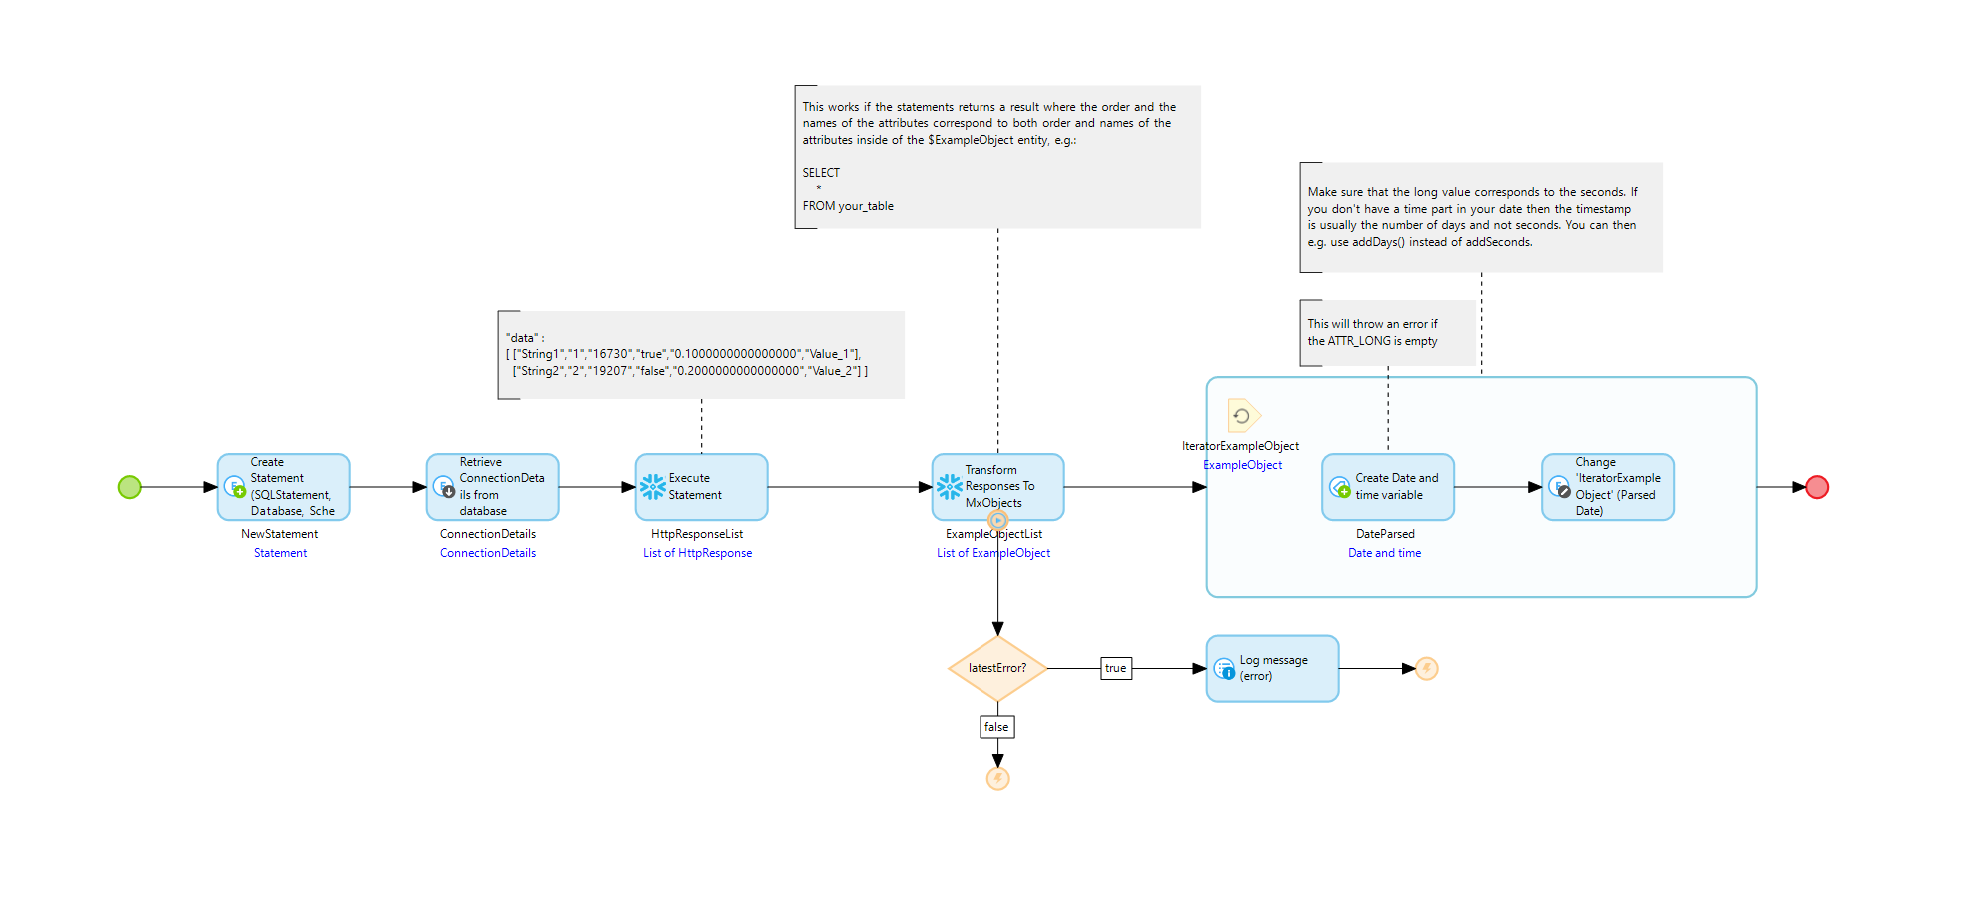 This works if the statements returns a result where the order and the
names of the attributes correspond to both order and names of the
attributes inside of the $ExampleObject entity, e.g.:
SELECT
*
FROM your_table
Make sure that the long value corresponds to the seconds. If
you don't have a time part in your date then the timestamp
is usually the number of days and not seconds. You can then
e.g. use addDays() instead of addSeconds.
This will throw an error if
the ATTR_LONG is empty
"data" :
[ ["String1","1","16730","true","0.1000000000000000","Value_1"],
["String2","2","19207","false","0.2000000000000000","Value_2"] ]
Create
Statement
(SQLStatement,
Database, Sche
NewStatement
Statement
Retrieve
ConnectionDeta
ils from
database
ConnectionDetails
ConnectionDetails
Execute
Statement
HttpResponseList
List of HttpResponse
Transform
Responses To
MxObjects
ExampleObjectList
List of ExampleObject
IteratorExampleObject
ExampleObject
Create Date and
time variable
DateParsed
Date and time
Change
'IteratorExample
Object' (Parsed
Date)
latestError?
true
Log message
(error)
false